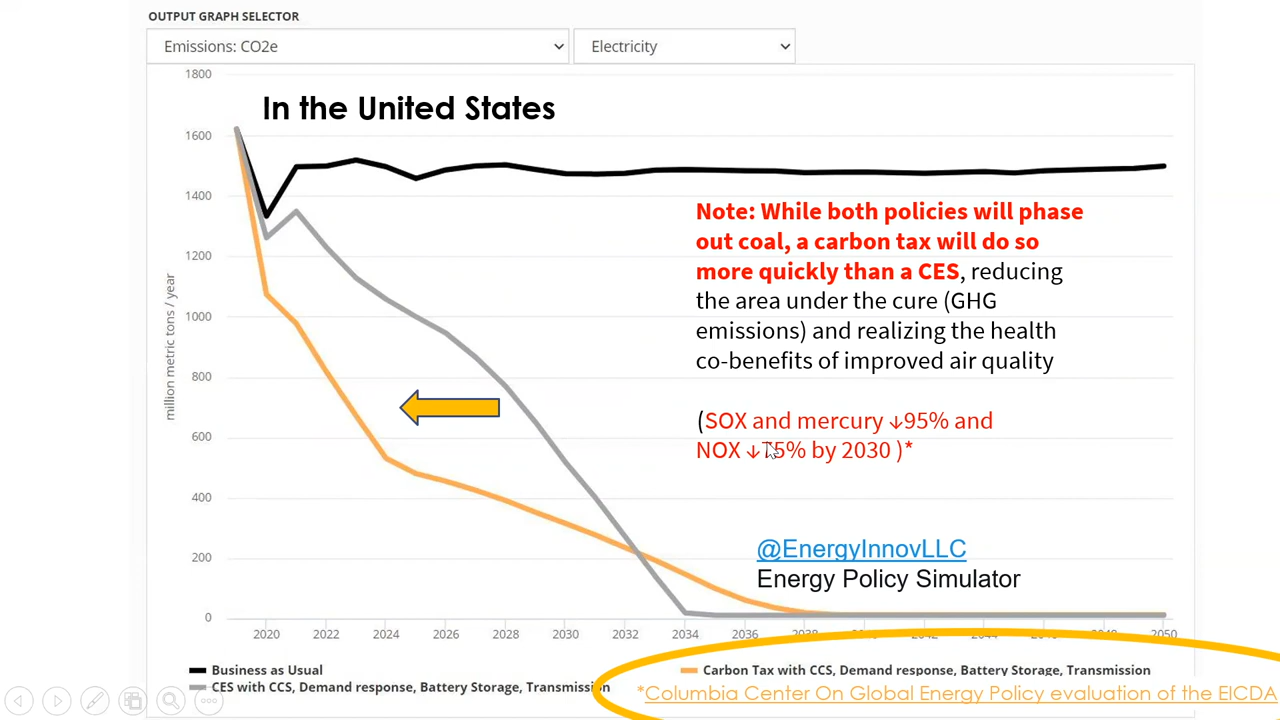 OUTPUT GRAPH SELECTOR
Emissions: CO2e
Electricity
In the United States
1800
1600
1400
1200
1000
800
600
400
200
0
million metric tons / year
Note: While both policies will phase
out coal, a carbon tax will do so
more quickly than a CES, reducing
the area under the cure (GHG
emissions) and realizing the health
co-benefits of improved air quality
(SOX and mercury ↓95% and
NOX ↓75% by 2030 )*
@EnergyInnovLLC
Energy Policy Simulator
2020 2022 2024 2026 2028 2030 2032 2034 2036 2038 2042 2044 2048 2050
Business as Usual
Carbon Tax with CCS, Demand response, Battery Storage, Transmission
CES with CCS, Demand response, Battery Storage, Transmission
*Columbia Center On Global Energy Policy evaluation of the EICDA